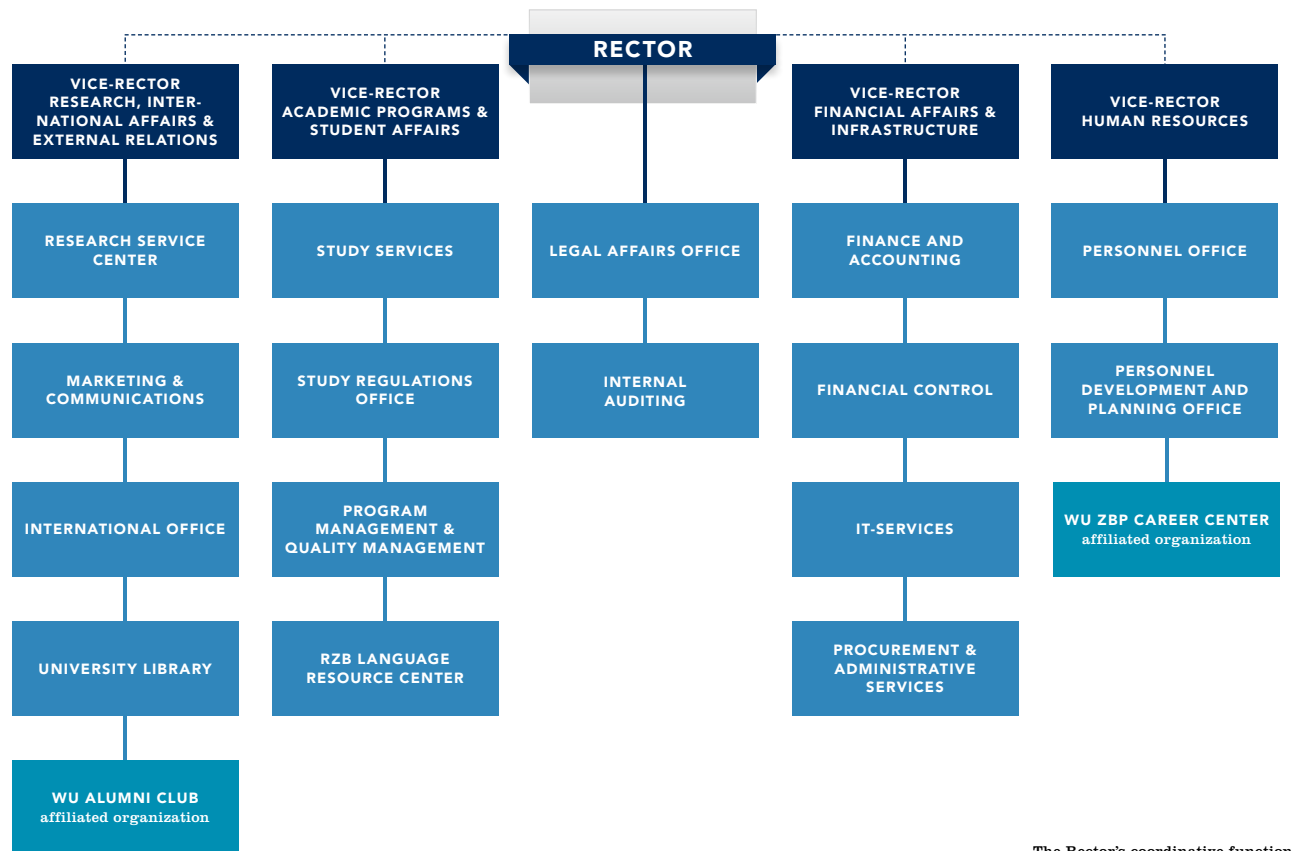 RECTOR
VICE-RECTOR
RESEARCH, INTER-
NATIONAL AFFAIRS &
EXTERNAL RELATIONS
VICE-RECTOR
ACADEMIC PROGRAMS &
STUDENT AFFAIRS
VICE-RECTOR
FINANCIAL AFFAIRS &
INFRASTRUCTURE
VICE-RECTOR
HUMAN RESOURCES
RESEARCH SERVICE
CENTER
STUDY SERVICES
LEGAL AFFAIRS OFFICE
FINANCE AND
ACCOUNTING
PERSONNEL OFFICE
MARKETING &
COMMUNICATIONS
STUDY REGULATIONS
OFFICE
INTERNAL
AUDITING
FINANCIAL CONTROL
PERSONNEL
DEVELOPMENT AND
PLANNING OFFICE
INTERNATIONAL OFFICE
PROGRAM
MANAGEMENT &
QUALITY MANAGEMENT
IT-SERVICES
WU ZBP CAREER CENTER
affiliated organization
UNIVERSITY LIBRARY
RZB LANGUAGE
RESOURCE CENTER
PROCUREMENT &
ADMINISTRATIVE
SERVICES
WU ALUMNI CLUB
affiliated organization
The Rector's coordinative function